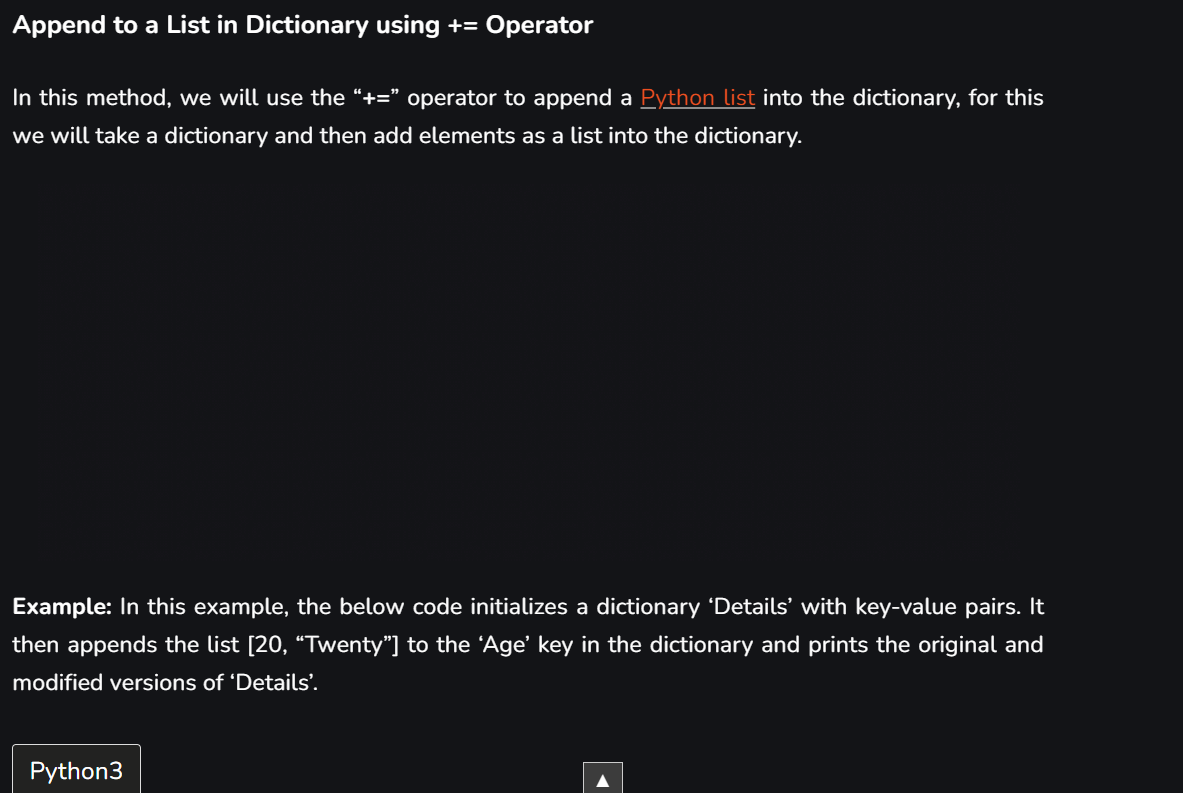 Append to a List in Dictionary using += Operator
In this method, we will use the “+=” operator to append a Python list into the dictionary, for this
we will take a dictionary and then add elements as a list into the dictionary.
Example: In this example, the below code initializes a dictionary ‘Details’ with key-value pairs. It
then appends the list [20, “Twenty”] to the ‘Age’ key in the dictionary and prints the original and
modified versions of ‘Details’.
Python3